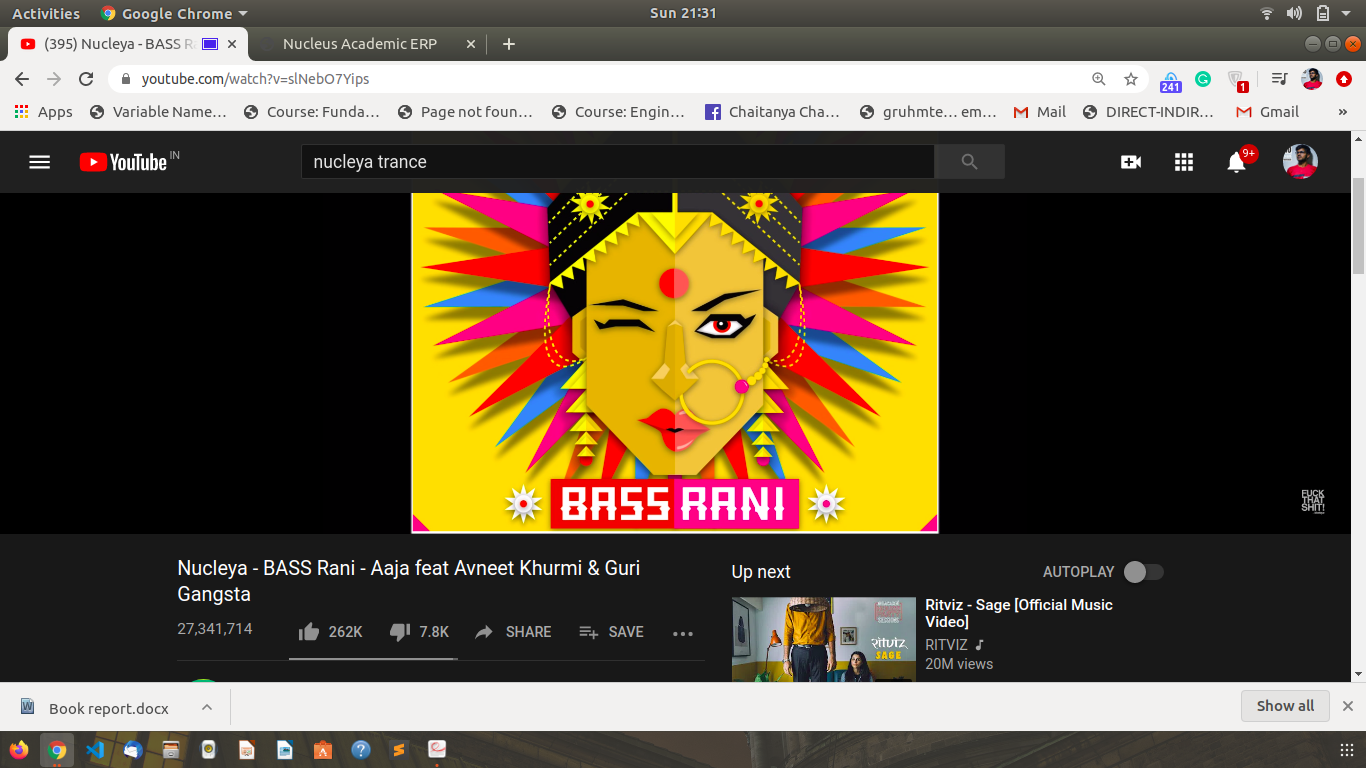 Activities
Google Chrome
Sun 21:31
(395) Nucleya - BASS R
Nucleus Academic ERP
youtube.com/watch?v=slNebO7Yips
241
1
Apps
Variable Name…
Course: Funda…
Page not foun…
Course: Engin…
Chaitanya Cha…
gruhmte… em…
Mail
DIRECT-INDIR…
Gmail
»
YouTube IN
nucleya trance
9+
BASS RANI
FUCK
THAT
SHIT!
Nucleya - BASS Rani - Aaja feat Avneet Khurmi & Guri
Gangsta
27,341,714
262K
7.8K
SHARE
SAVE
Up next
AUTOPLAY
रित्विज़
SAGE
Ritviz - Sage [Official Music
Video]
RITVIZ
20M views
Book report.docx
Show all